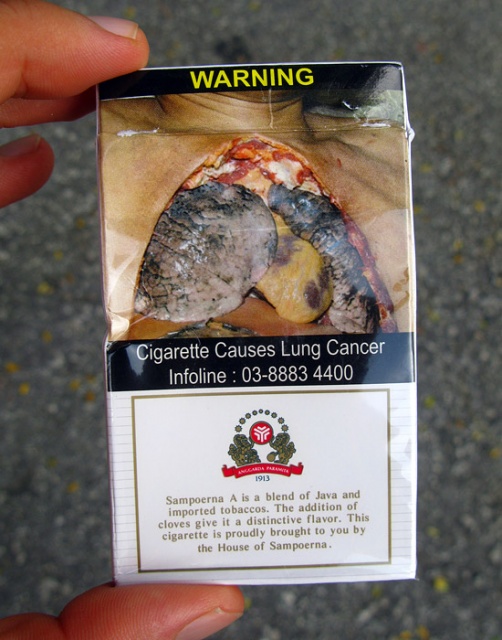 WARNING
Cigarette Causes Lung Cancer
Infoline : 03-8883 4400
ANGGARDA PARAMITA
1913
Sampoerna A is a blend of Java and
imported tobaccos. The addition of
cloves give it a distinctive flavor. This
cigarette is proudly brought to you by
the House of Sampoerna.